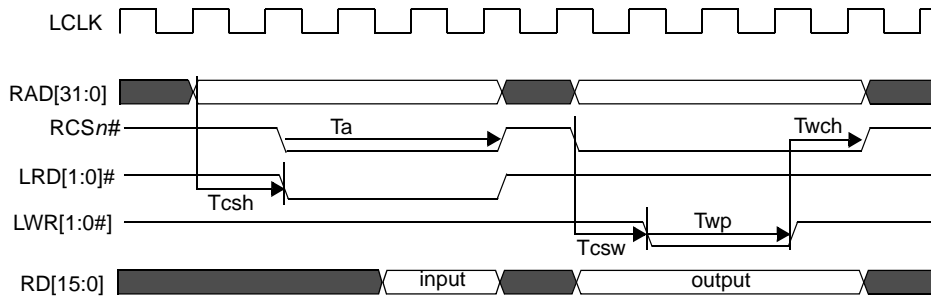 LCLK
RAD[31:0]
RCSn#
Ta
Twch
LRD[1:0]#
Tcsh
LWR[1:0#]
Tcsw
Twp
RD[15:0]
input
output